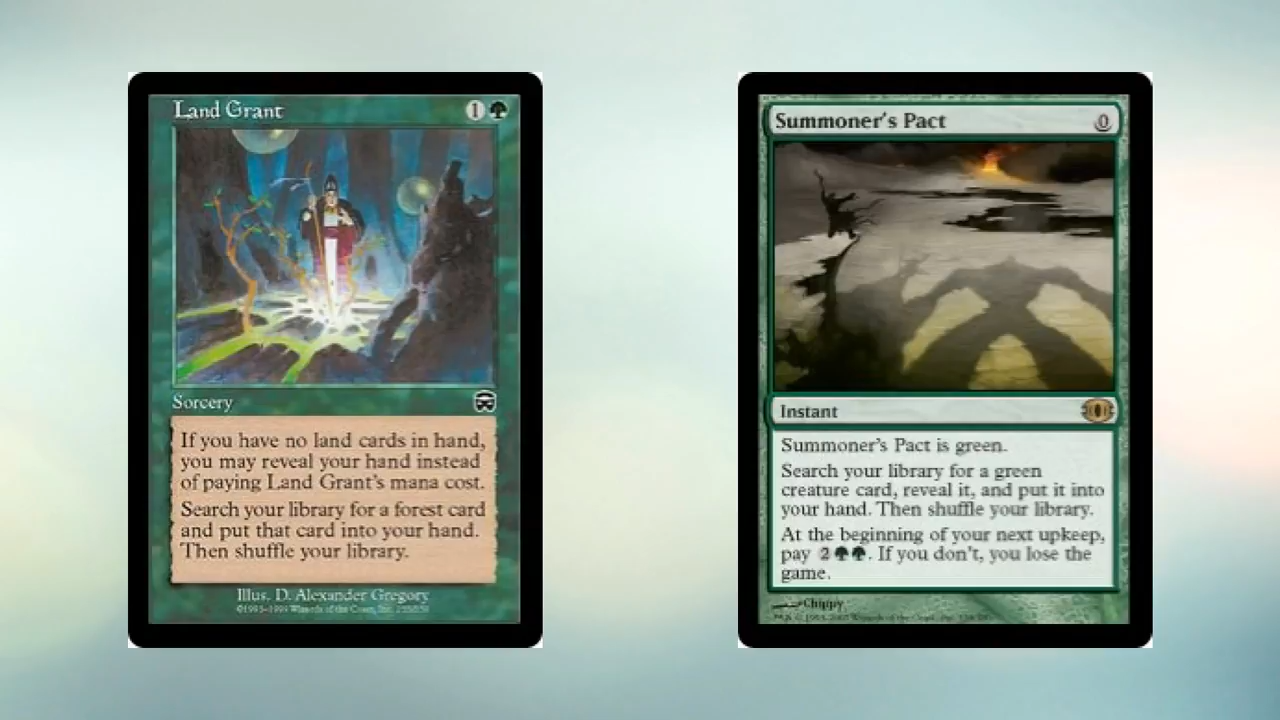 Land Grant
1
Sorcery
If you have no land cards in hand,
you may reveal your hand instead
of paying Land Grant's mana cost.
Search your library for a forest card
and put that card into your hand.
Then shuffle your library.
Illus. D. Alexander Gregory
Summoner's Pact
0
Instant
Summoner's Pact is green.
Search your library for a green
creature card, reveal it, and put it into
your hand. Then shuffle your library.
At the beginning of your next upkeep,
pay 2. If you don't, you lose the
game.
Chippy